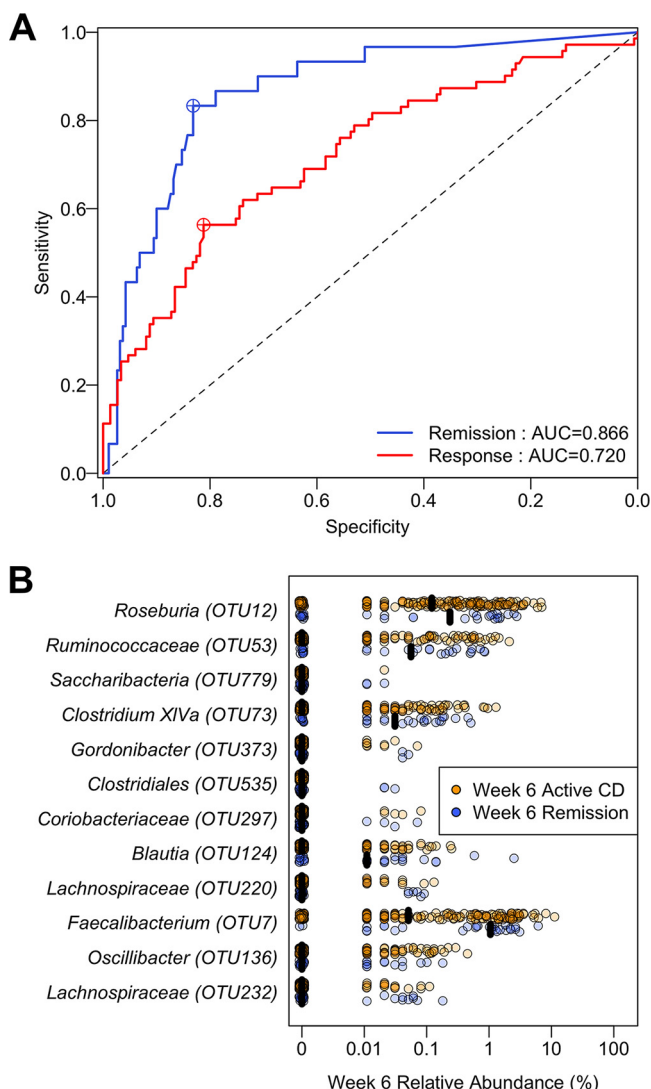 A
1.0
0.8
0.6
0.4
0.2
0.0
Sensitivity
Remission : AUC=0.866
Response : AUC=0.720
1.0 0.8 0.6 0.4 0.2 0.0
Specificity
B
Roseburia (OTU12)
Ruminococcaceae (OTU53)
Saccharibacteria (OTU779)
Clostridium XIVa (OTU73)
Gordonibacter (OTU373)
Clostridiales (OTU535)
Coriobacteriaceae (OTU297)
Blautia (OTU124)
Lachnospiraceae (OTU220)
Faecalibacterium (OTU7)
Oscillibacter (OTU136)
Lachnospiraceae (OTU232)
Week 6 Active CD
Week 6 Remission
0 0.01 0.1 1 10 100
Week 6 Relative Abundance (%)